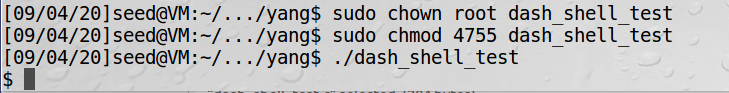 [09/04/20]seed@VM:~/.../yang$ sudo chown root dash_shell_test
[09/04/20]seed@VM:~/.../yang$ sudo chmod 4755 dash_shell_test
[09/04/20]seed@VM:~/.../yang$ ./dash_shell_test
$